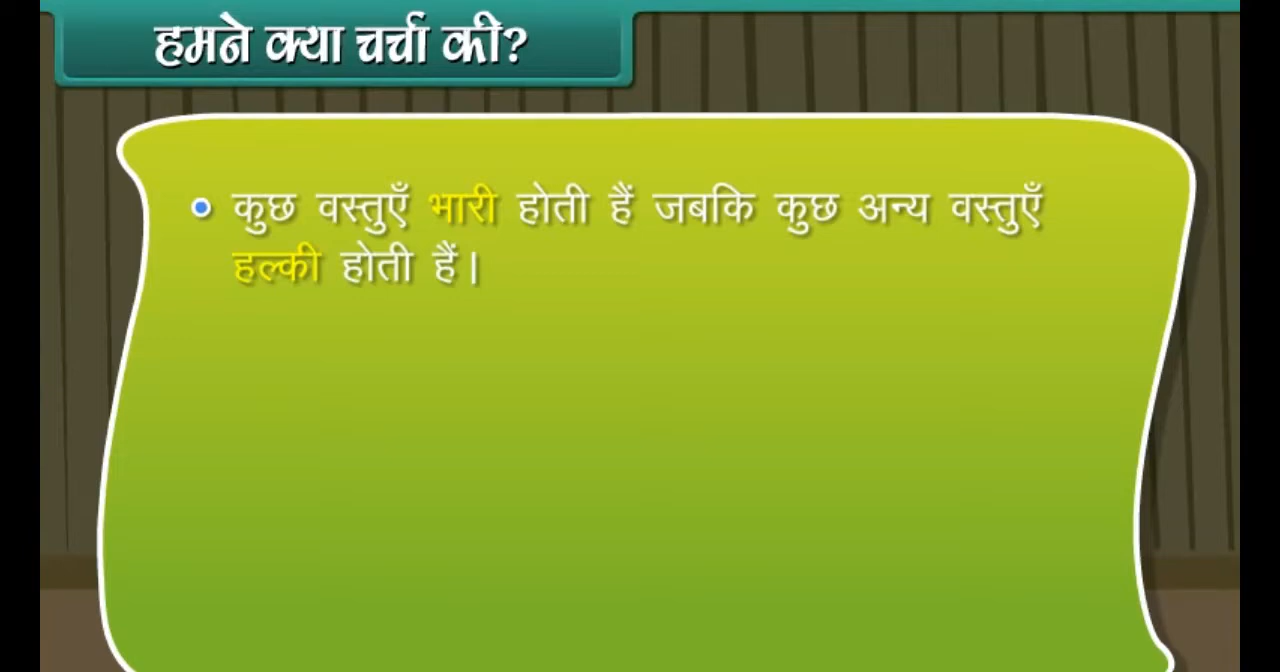 हमने क्या चर्चा की?
कुछ वस्तुएँ भारी होती हैं जबकि कुछ अन्य वस्तुएँ
हल्की होती हैं।